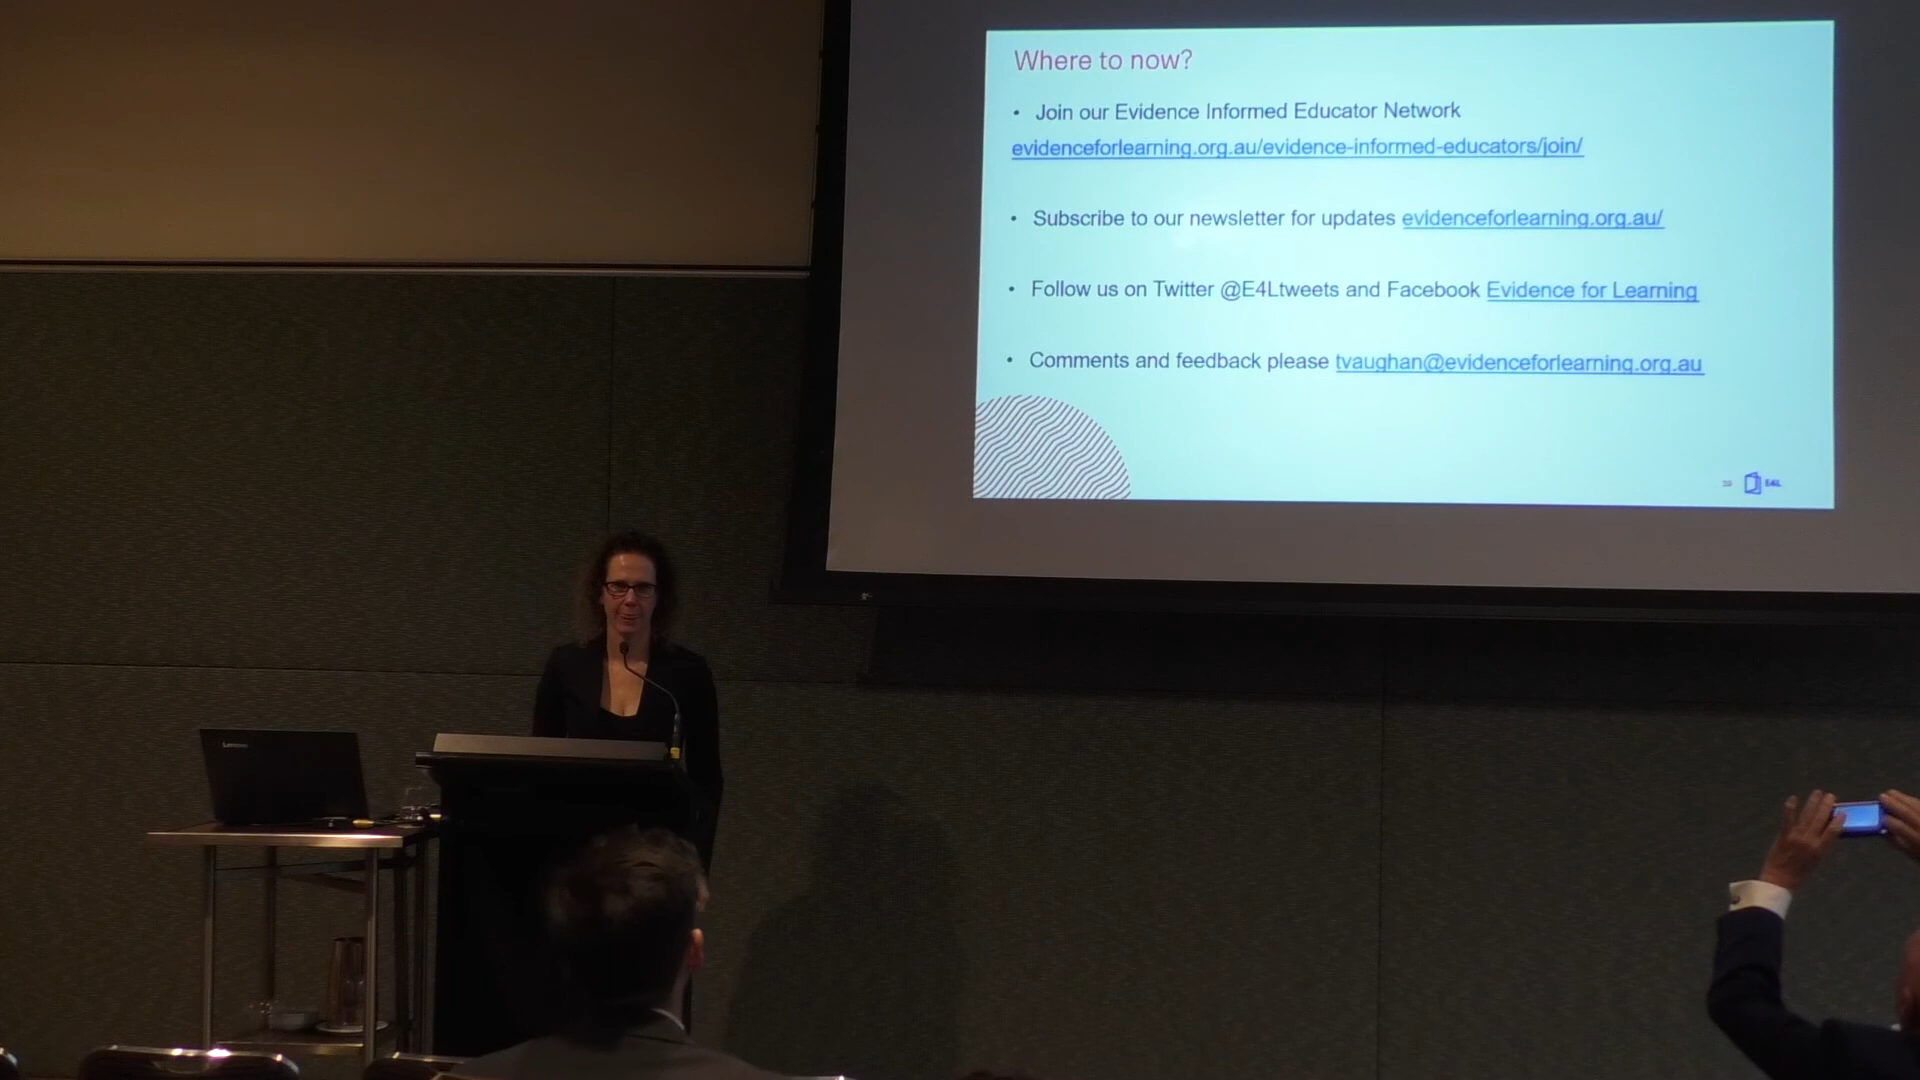 Where to now?
• Join our Evidence Informed Educator Network
evidenceforlearning.org.au/evidence-informed-educators/join/
• Subscribe to our newsletter for updates evidenceforlearning.org.au/
• Follow us on Twitter @E4Ltweets and Facebook Evidence for Learning
• Comments and feedback please tvaughan@evidenceforlearning.org.au
E4L
Lenovo